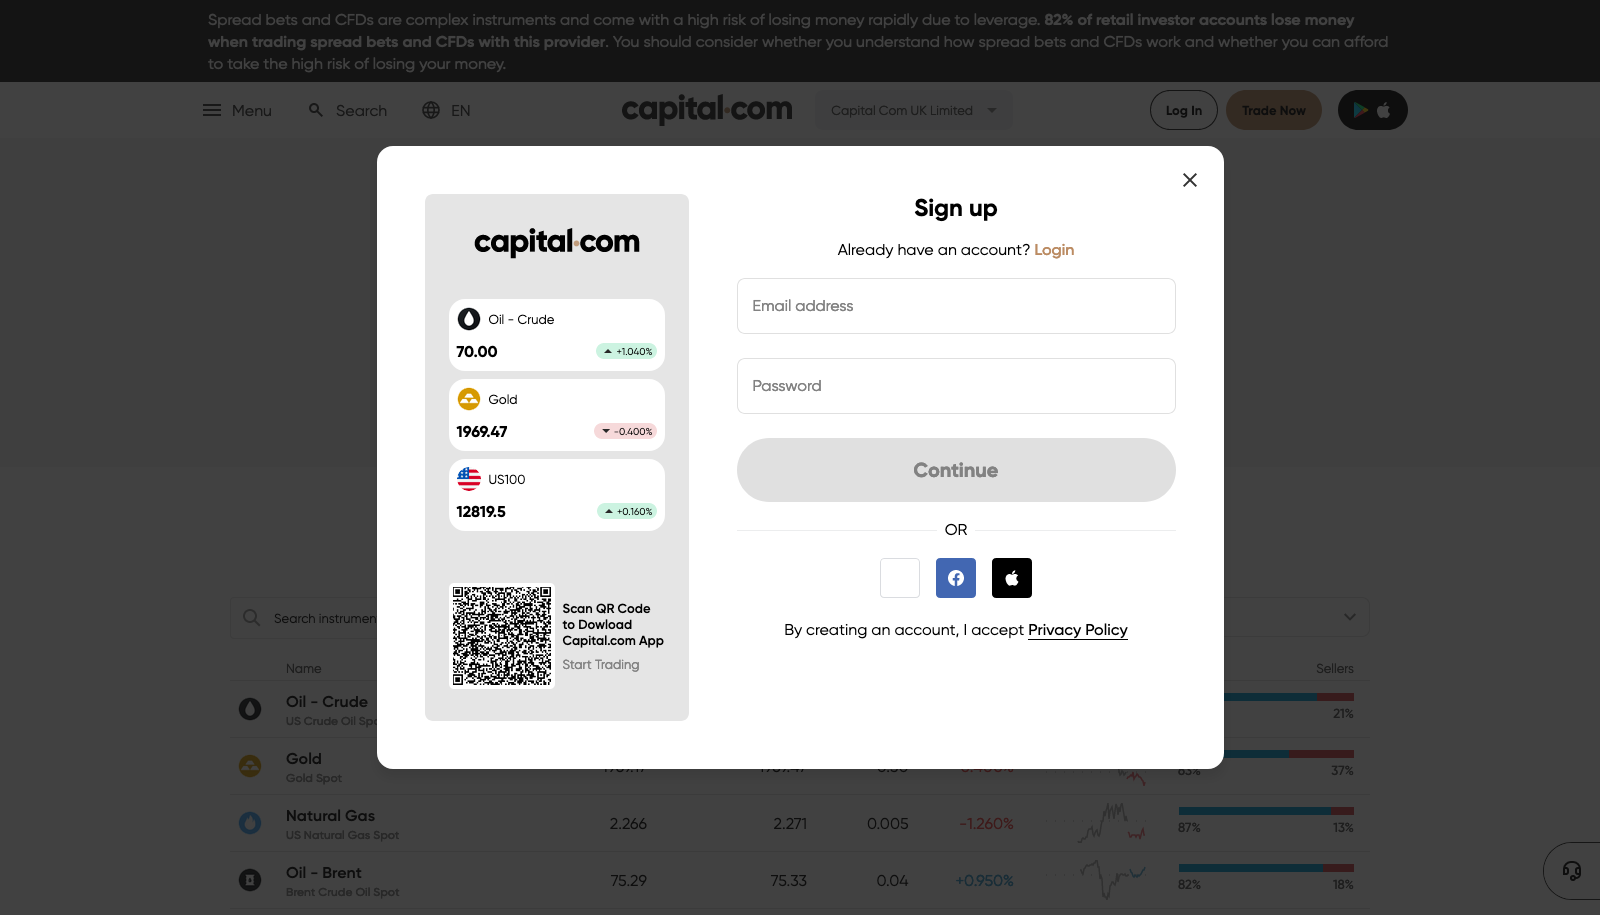 Spread bets and CFDs are complex instruments and come with a high risk of losing money rapidly due to leverage. 82% of retail investor accounts lose money
when trading spread bets and CFDs with this provider. You should consider whether you understand how spread bets and CFDs work and whether you can afford
to take the high risk of losing your money.
Menu Search EN capital.com Capital Com UK Limited Log In Trade Now
Sign up
Already have an account? Login
Email address
Password
Continue
OR
By creating an account, I accept Privacy Policy
capital.com
Oil - Crude
70.00 +1.040%
Gold
1969.47 -0.400%
US100
12819.5 +0.160%
Scan QR Code
to Dowload
Capital.com App
Start Trading
Search instrumen
Name Sellers
Oil - Crude
US Crude Oil Spo
21%
Gold
Gold Spot
63% 37%
Natural Gas
US Natural Gas Spot
2.266 2.271 0.005 -1.260% 87% 13%
Oil - Brent
Brent Crude Oil Spot
75.29 75.33 0.04 +0.950% 82% 18%